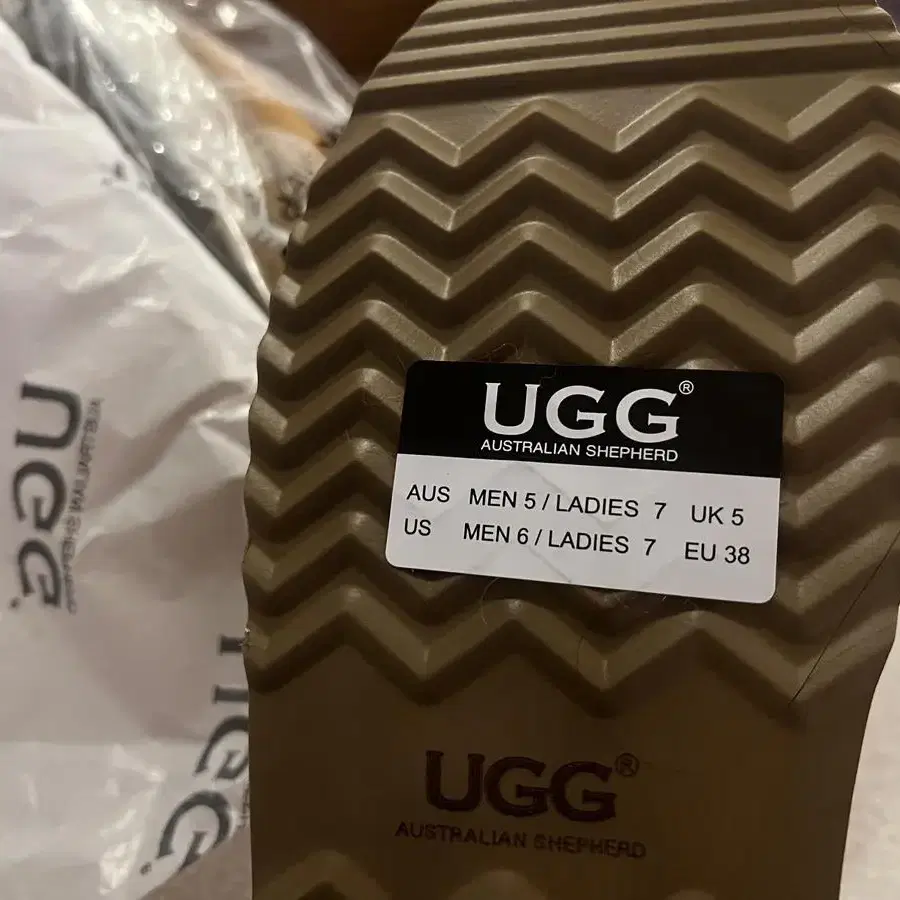 UGG®
AUSTRALIAN SHEPHERD
AUS MEN 5 / LADIES 7 UK 5
US MEN 6 / LADIES 7 EU 38
UGG®
AUSTRALIAN SHEPHERD
UGG
UGG®